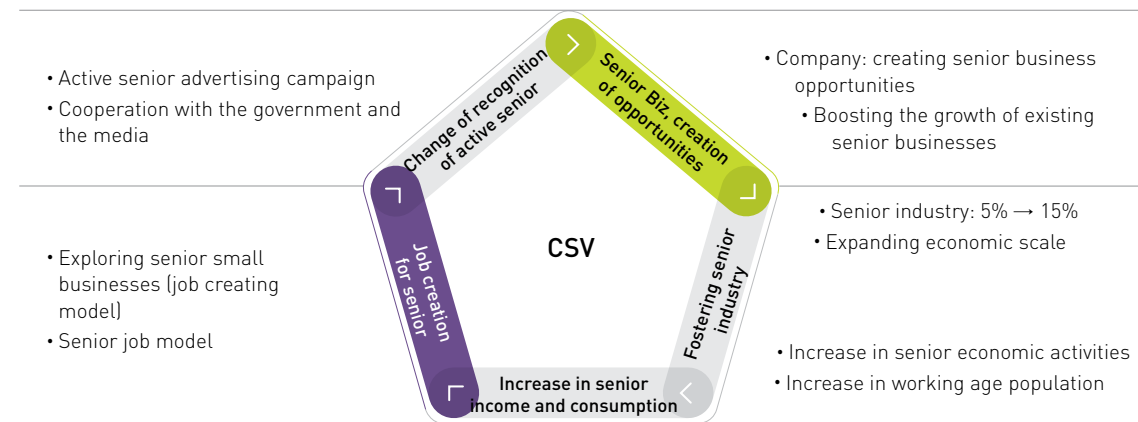 • Active senior advertising campaign
• Cooperation with the government and
the media
Change of recognition
of active senior
Senior Biz, creation
of opportunities
• Company: creating senior business
opportunities
• Boosting the growth of existing
senior businesses
• Exploring senior small
businesses (job creating
model)
• Senior job model
Job creation
for senior
CSV
Fostering senior
industry
• Senior industry: 5% → 15%
• Expanding economic scale
Increase in senior
income and consumption
• Increase in senior economic activities
• Increase in working age population